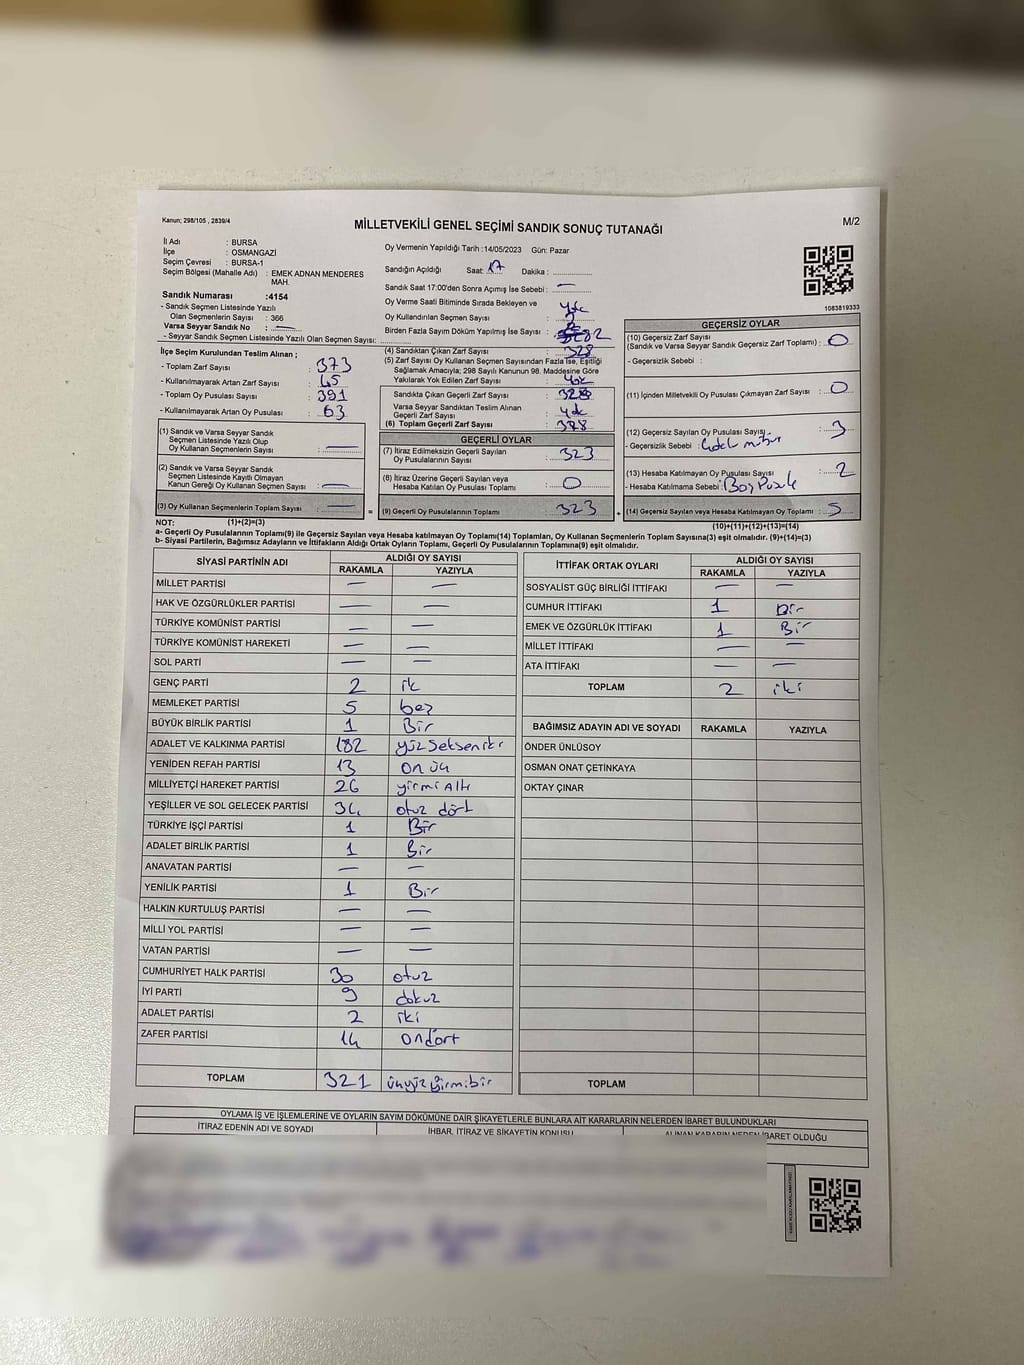 Kanun; 298/105 , 2839/4
MİLLETVEKİLİ GENEL SEÇİMİ SANDIK SONUÇ TUTANAĞI
M/2
İl Adı : BURSA
İlçe : OSMANGAZİ
Seçim Çevresi : BURSA-1
Seçim Bölgesi (Mahalle Adı) : EMEK ADNAN MENDERES MAH.
Sandık Numarası :4154
- Sandık Seçmen Listesinde Yazılı
Olan Seçmenlerin Sayısı : 366
Varsa Seyyar Sandık No : —
- Seyyar Sandık Seçmen Listesinde Yazılı Olan Seçmen Sayısı:
Oy Vermenin Yapıldığı Tarih :14/05/2023 Gün: Pazar
Sandığın Açıldığı Saat: 17 Dakika :
Sandık Saat 17:00'den Sonra Açımış İse Sebebi : —
Oy Verme Saati Bitiminde Sırada Bekleyen ve
Oy Kullandırılan Seçmen Sayısı :
Birden Fazla Sayım Döküm Yapılmış İse Sayısı :
1083819333
İlçe Seçim Kurulundan Teslim Alınan ;
- Toplam Zarf Sayısı : 373
- Kullanılmayarak Artan Zarf Sayısı : 45
- Toplam Oy Pusulası Sayısı : 391
- Kullanılmayarak Artan Oy Pusulası : 63
(4) Sandıktan Çıkan Zarf Sayısı : 328
(5) Zarf Sayısı Oy Kullanan Seçmen Sayısından Fazla İse, Eşitliği
Sağlamak Amacıyla; 298 Sayılı Kanunun 98. Maddesine Göre
Yakılarak Yok Edilen Zarf Sayısı : yok
Sandıkta Çıkan Geçerli Zarf Sayısı : 328
Varsa Seyyar Sandıktan Teslim Alınan
Geçerli Zarf Sayısı : yok
(6) Toplam Geçerli Zarf Sayısı : 328
GEÇERSİZ OYLAR
(10) Geçersiz Zarf Sayısı
(Sandık ve Varsa Seyyar Sandık Geçersiz Zarf Toplamı) : 0
- Geçersizlik Sebebi :
(11) İçinden Milletvekili Oy Pusulası Çıkmayan Zarf Sayısı : 0
(12) Geçersiz Sayılan Oy Pusulası Sayısı : 3
- Geçersizlik Sebebi :
(13) Hesaba Katılmayan Oy Pusulası Sayısı : 2
- Hesaba Katılmama Sebebi : Boş
(14) Geçersiz Sayılan veya Hesaba Katılmayan Oy Toplamı : 5
(10)+(11)+(12)+(13)=(14)
(1) Sandık ve Varsa Seyyar Sandık
Seçmen Listesinde Yazılı Olup
Oy Kullanan Seçmenlerin Sayısı : —
(2) Sandık ve Varsa Seyyar Sandık
Seçmen Listesinde Kayıtlı Olmayan
Kanun Gereği Oy Kullanan Seçmen Sayısı : —
(3) Oy Kullanan Seçmenlerin Toplam Sayısı : — =
(1)+(2)=(3)
GEÇERLİ OYLAR
(7) İtiraz Edilmeksizin Geçerli Sayılan
Oy Pusulalarının Sayısı : 323
(8) İtiraz Üzerine Geçerli Sayılan veya
Hesaba Katılan Oy Pusulası Toplamı : 0
(9) Geçerli Oy Pusulalarının Toplamı : 323 +
NOT:
a- Geçerli Oy Pusulalarının Toplamı(9) ile Geçersiz Sayılan veya Hesaba katılmayan Oy Toplamı(14) Toplamları, Oy Kullanan Seçmenlerin Toplam Sayısına(3) eşit olmalıdır. (9)+(14)=(3)
b- Siyasi Partilerin, Bağımsız Adayların ve İttifakların Aldığı Ortak Oyların Toplamı, Geçerli Oy Pusulalarının Toplamına(9) eşit olmalıdır.
SİYASİ PARTİNİN ADI ALDIĞI OY SAYISI
RAKAMLA YAZIYLA
MİLLET PARTİSİ — —
HAK VE ÖZGÜRLÜKLER PARTİSİ — —
TÜRKİYE KOMÜNİST PARTİSİ — —
TÜRKİYE KOMÜNİST HAREKETİ — —
SOL PARTİ — —
GENÇ PARTİ 2 ik
MEMLEKET PARTİSİ 5 beş
BÜYÜK BİRLİK PARTİSİ 1 Bir
ADALET VE KALKINMA PARTİSİ 182 yüz seksen iki
YENİDEN REFAH PARTİSİ 13 on üç
MİLLİYETÇİ HAREKET PARTİSİ 26 yirmi Altı
YEŞİLLER VE SOL GELECEK PARTİSİ 34 otuz dört
TÜRKİYE İŞÇİ PARTİSİ 1 Bir
ADALET BİRLİK PARTİSİ 1 Bir
ANAVATAN PARTİSİ — —
YENİLİK PARTİSİ 1 Bir
HALKIN KURTULUŞ PARTİSİ — —
MİLLİ YOL PARTİSİ — —
VATAN PARTİSİ — —
CUMHURİYET HALK PARTİSİ 30 otuz
İYİ PARTİ 9 dokuz
ADALET PARTİSİ 2 iki
ZAFER PARTİSİ 14 ondört
TOPLAM 321 üçyüzyirmibir
İTTİFAK ORTAK OYLARI ALDIĞI OY SAYISI
RAKAMLA YAZIYLA
SOSYALİST GÜÇ BİRLİĞİ İTTİFAKI — —
CUMHUR İTTİFAKI 1 Bir
EMEK VE ÖZGÜRLÜK İTTİFAKI 1 Bir
MİLLET İTTİFAKI — —
ATA İTTİFAKI — —
TOPLAM 2 iki
BAĞIMSIZ ADAYIN ADI VE SOYADI RAKAMLA YAZIYLA
ÖNDER ÜNLÜSOY
OSMAN ONAT ÇETİNKAYA
OKTAY ÇINAR
TOPLAM
OYLAMA İŞ VE İŞLEMLERİNE VE OYLARIN SAYIM DÖKÜMÜNE DAİR ŞİKAYETLERLE BUNLARA AİT KARARLARIN NELERDEN İBARET BULUNDUKLARI
İTİRAZ EDENİN ADI VE SOYADI İHBAR, İTİRAZ VE ŞİKAYETİN KONUSU ALINAN KARARIN NEDEN İBARET OLDUĞU